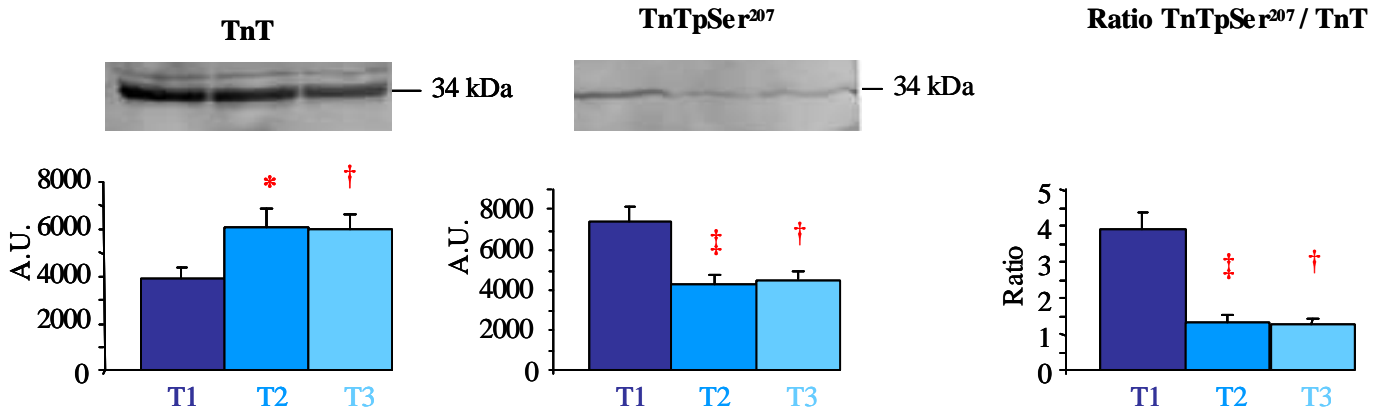 TnT
34 kDa
8000
6000
4000
2000
0
A.U.
*
†
T1 T2 T3
TnTpSer²⁰⁷
34 kDa
8000
6000
4000
2000
0
A.U.
‡
†
T1 T2 T3
Ratio TnTpSer²⁰⁷ / TnT
5
4
3
2
1
0
Ratio
‡
†
T1 T2 T3